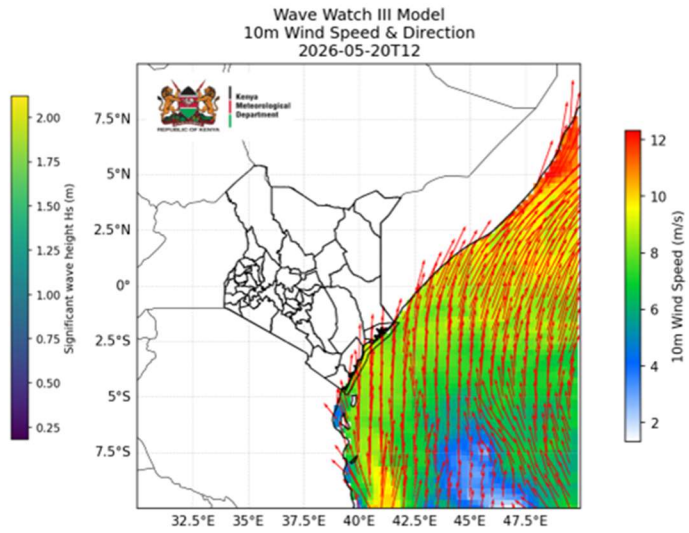 Wave Watch III Model
10m Wind Speed & Direction
2026-05-20T12
Kenya
Meteorological
Department
REPUBLIC OF KENYA
2.00
1.75
1.50
1.25
1.00
0.75
0.50
0.25
Significant wave height Hs (m)
7.5°N
5°N
2.5°N
0°
2.5°S
5°S
7.5°S
32.5°E 35°E 37.5°E 40°E 42.5°E 45°E 47.5°E
12
10
8
6
4
2
10m Wind Speed (m/s)